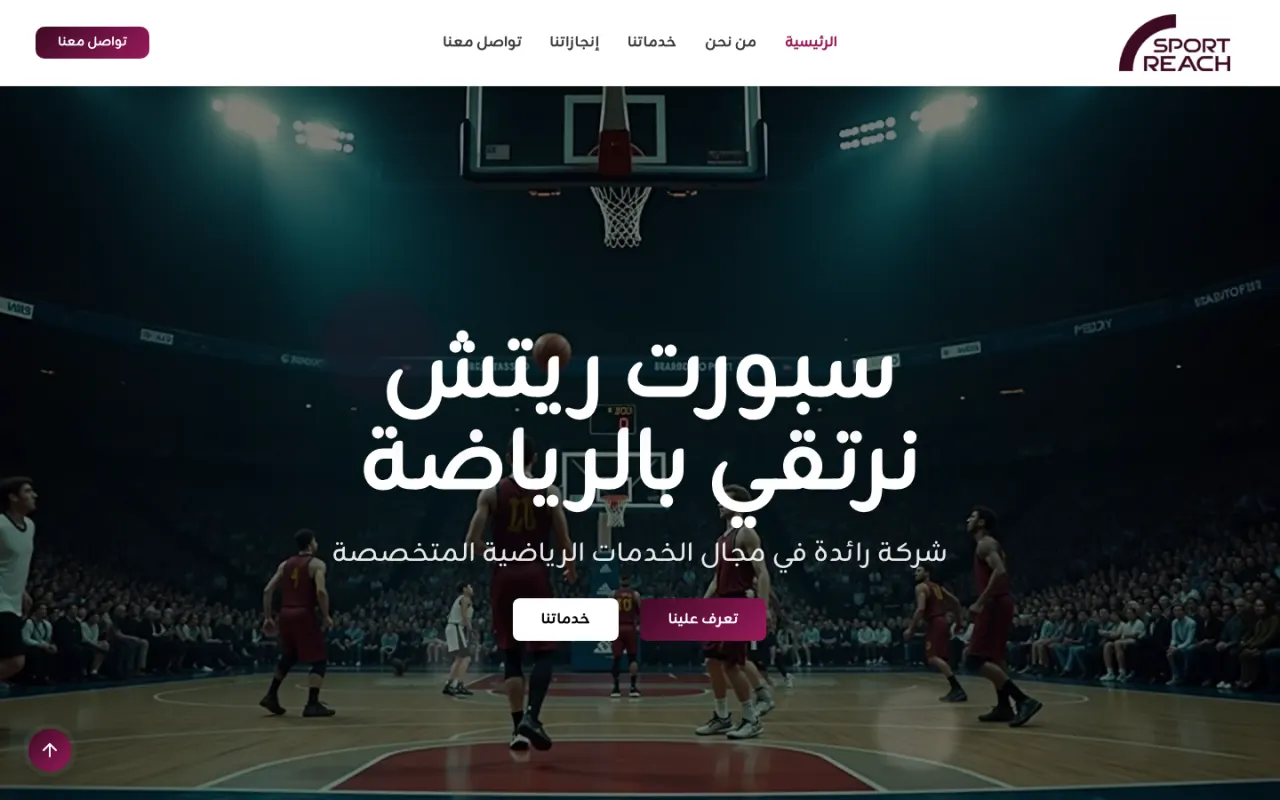 SPORT
REACH
الرئيسية
من نحن
خدماتنا
إنجازاتنا
تواصل معنا
تواصل معنا
سبورت ريتش
نرتقي بالرياضة
شركة رائدة في مجال الخدمات الرياضية المتخصصة
تعرف علينا
خدماتنا